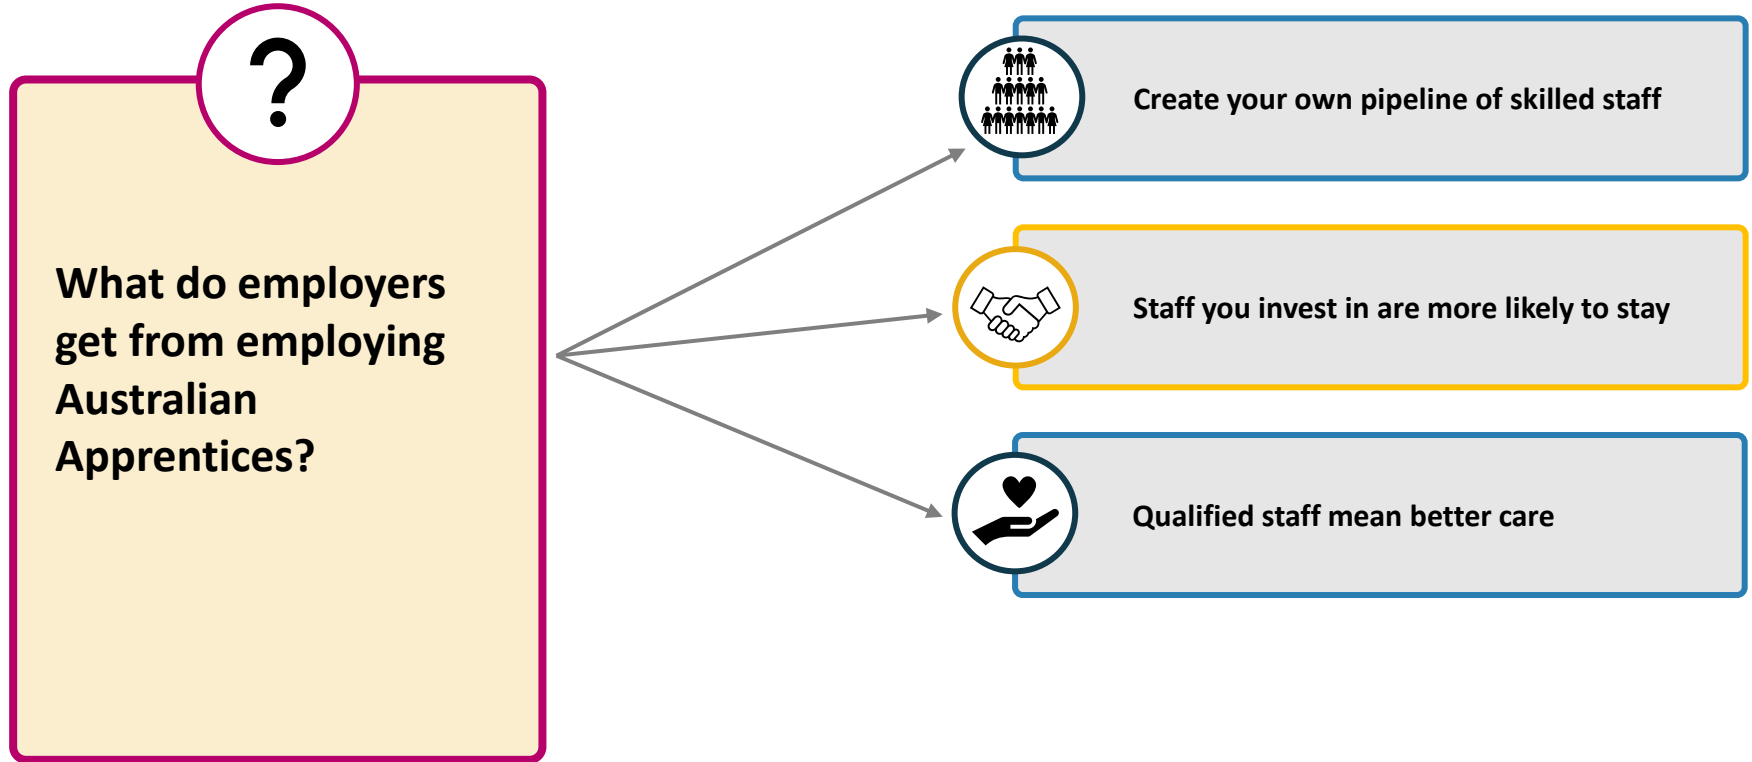 What do employers
get from employing
Australian
Apprentices?
Create your own pipeline of skilled staff
Staff you invest in are more likely to stay
Qualified staff mean better care